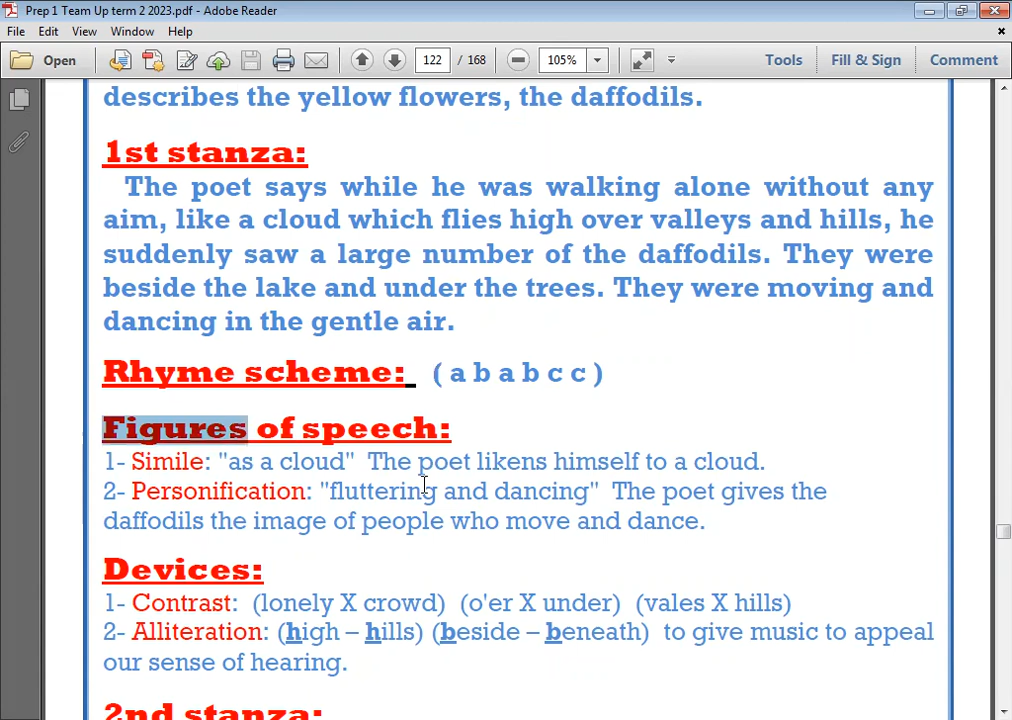 Prep 1 Team Up term 2 2023.pdf - Adobe Reader
File Edit View Window Help
Open 122 / 168 105% Tools Fill & Sign Comment
describes the yellow flowers, the daffodils.
1st stanza:
The poet says while he was walking alone without any
aim, like a cloud which flies high over valleys and hills, he
suddenly saw a large number of the daffodils. They were
beside the lake and under the trees. They were moving and
dancing in the gentle air.
Rhyme scheme: ( a b a b c c )
Figures of speech:
1- Simile: "as a cloud" The poet likens himself to a cloud.
2- Personification: "fluttering and dancing" The poet gives the
daffodils the image of people who move and dance.
Devices:
1- Contrast: (lonely X crowd) (o'er X under) (vales X hills)
2- Alliteration: (high – hills) (beside – beneath) to give music to appeal
our sense of hearing.
2nd stanza: